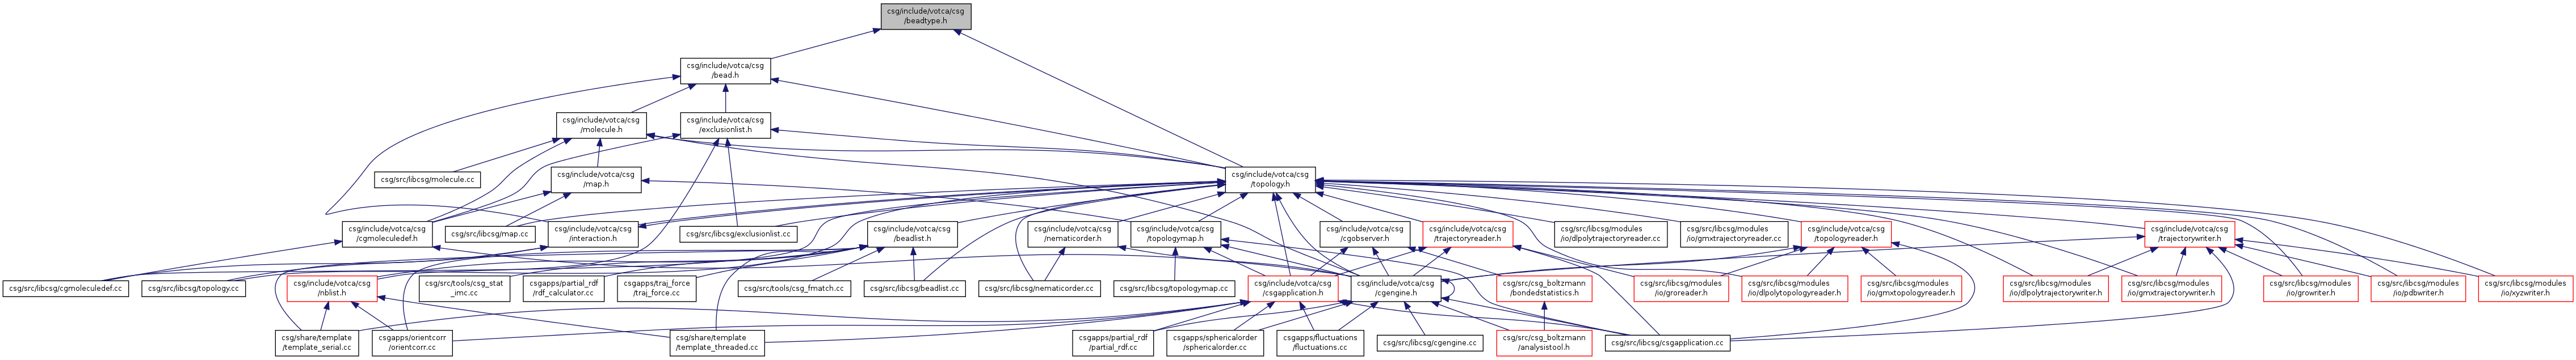 csg/include/votca/csg
/beadtype.h
csg/include/votca/csg
/bead.h
csg/include/votca/csg
/molecule.h
csg/include/votca/csg
/exclusionlist.h
csg/src/libcsg/molecule.cc
csg/include/votca/csg
/map.h
csg/include/votca/csg
/topology.h
csg/include/votca/csg
/cgmoleculedef.h
csg/src/libcsg/map.cc
csg/include/votca/csg
/interaction.h
csg/src/libcsg/exclusionlist.cc
csg/include/votca/csg
/beadlist.h
csg/include/votca/csg
/nematicorder.h
csg/include/votca/csg
/topologymap.h
csg/include/votca/csg
/cgobserver.h
csg/include/votca/csg
/trajectoryreader.h
csg/src/libcsg/modules
/io/dlpolytrajectoryreader.cc
csg/src/libcsg/modules
/io/gmxtrajectoryreader.cc
csg/include/votca/csg
/topologyreader.h
csg/include/votca/csg
/trajectorywriter.h
csg/src/libcsg/cgmoleculedef.cc
csg/src/libcsg/topology.cc
csg/include/votca/csg
/nblist.h
csg/src/tools/csg_stat
_imc.cc
csgapps/partial_rdf
/rdf_calculator.cc
csgapps/traj_force
/traj_force.cc
csg/src/tools/csg_fmatch.cc
csg/src/libcsg/beadlist.cc
csg/src/libcsg/nematicorder.cc
csg/src/libcsg/topologymap.cc
csg/include/votca/csg
/csgapplication.h
csg/include/votca/csg
/cgengine.h
csg/src/csg_boltzmann
/bondedstatistics.h
csg/src/libcsg/modules
/io/groreader.h
csg/src/libcsg/modules
/io/dlpolytopologyreader.h
csg/src/libcsg/modules
/io/gmxtopologyreader.h
csg/src/libcsg/modules
/io/dlpolytrajectorywriter.h
csg/src/libcsg/modules
/io/gmxtrajectorywriter.h
csg/src/libcsg/modules
/io/growriter.h
csg/src/libcsg/modules
/io/pdbwriter.h
csg/src/libcsg/modules
/io/xyzwriter.h
csg/share/template
/template_serial.cc
csgapps/orientcorr
/orientcorr.cc
csg/share/template
/template_threaded.cc
csgapps/partial_rdf
/partial_rdf.cc
csgapps/sphericalorder
/sphericalorder.cc
csgapps/fluctuations
/fluctuations.cc
csg/src/libcsg/cgengine.cc
csg/src/csg_boltzmann
/analysistool.h
csg/src/libcsg/csgapplication.cc